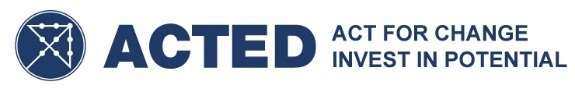 ACTED
ACT FOR CHANGE
INVEST IN POTENTIAL